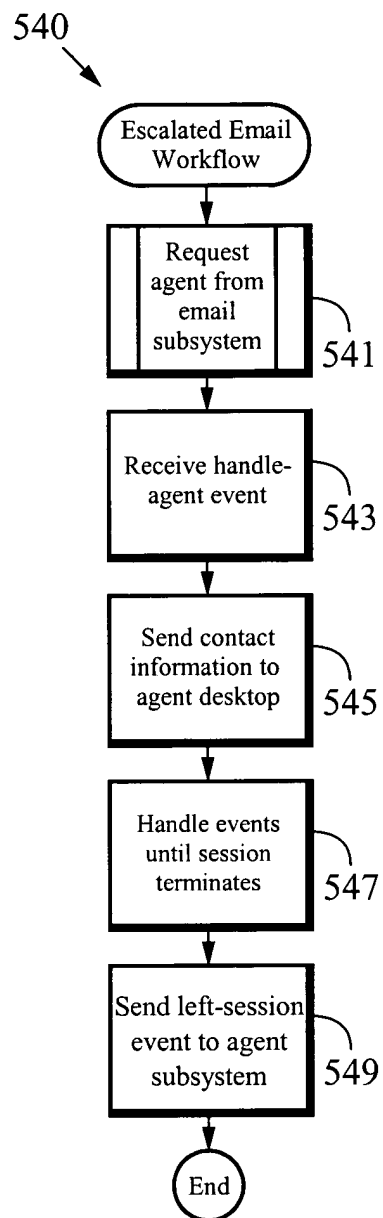 540
Escalated Email
Workflow
Request
agent from
email
subsystem
541
Receive handle-
agent event
543
Send contact
information to
agent desktop
545
Handle events
until session
terminates
547
Send left-session
event to agent
subsystem
549
End